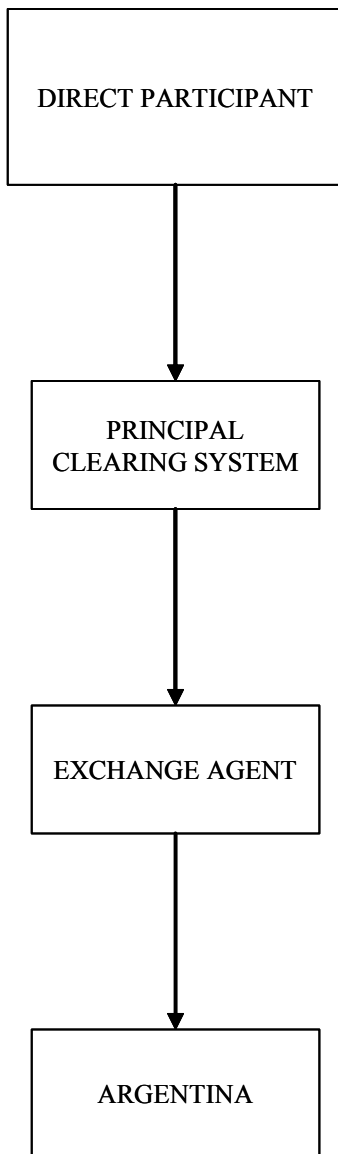 DIRECT PARTICIPANT
PRINCIPAL
CLEARING SYSTEM
EXCHANGE AGENT
ARGENTINA